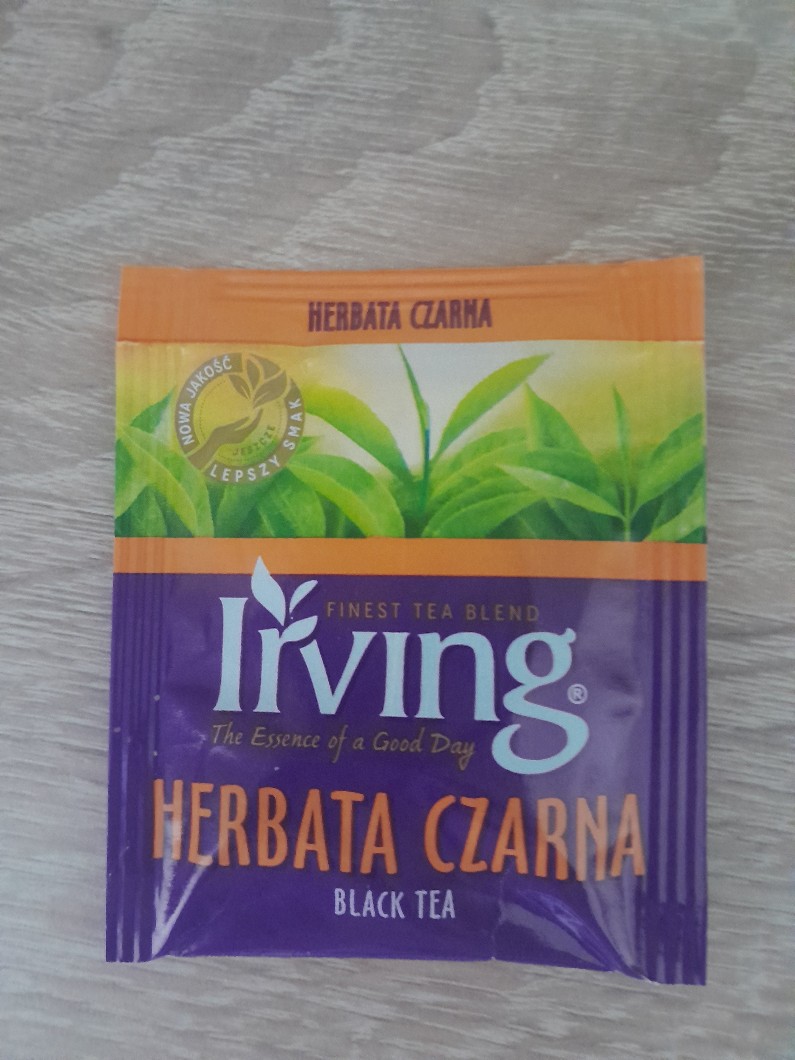 HERBATA CZARNA
NOWA JAKOŚĆ
JESZCZE
LEPSZY SMAK
FINEST TEA BLEND
Irving®
The Essence of a Good Day
HERBATA CZARNA
BLACK TEA